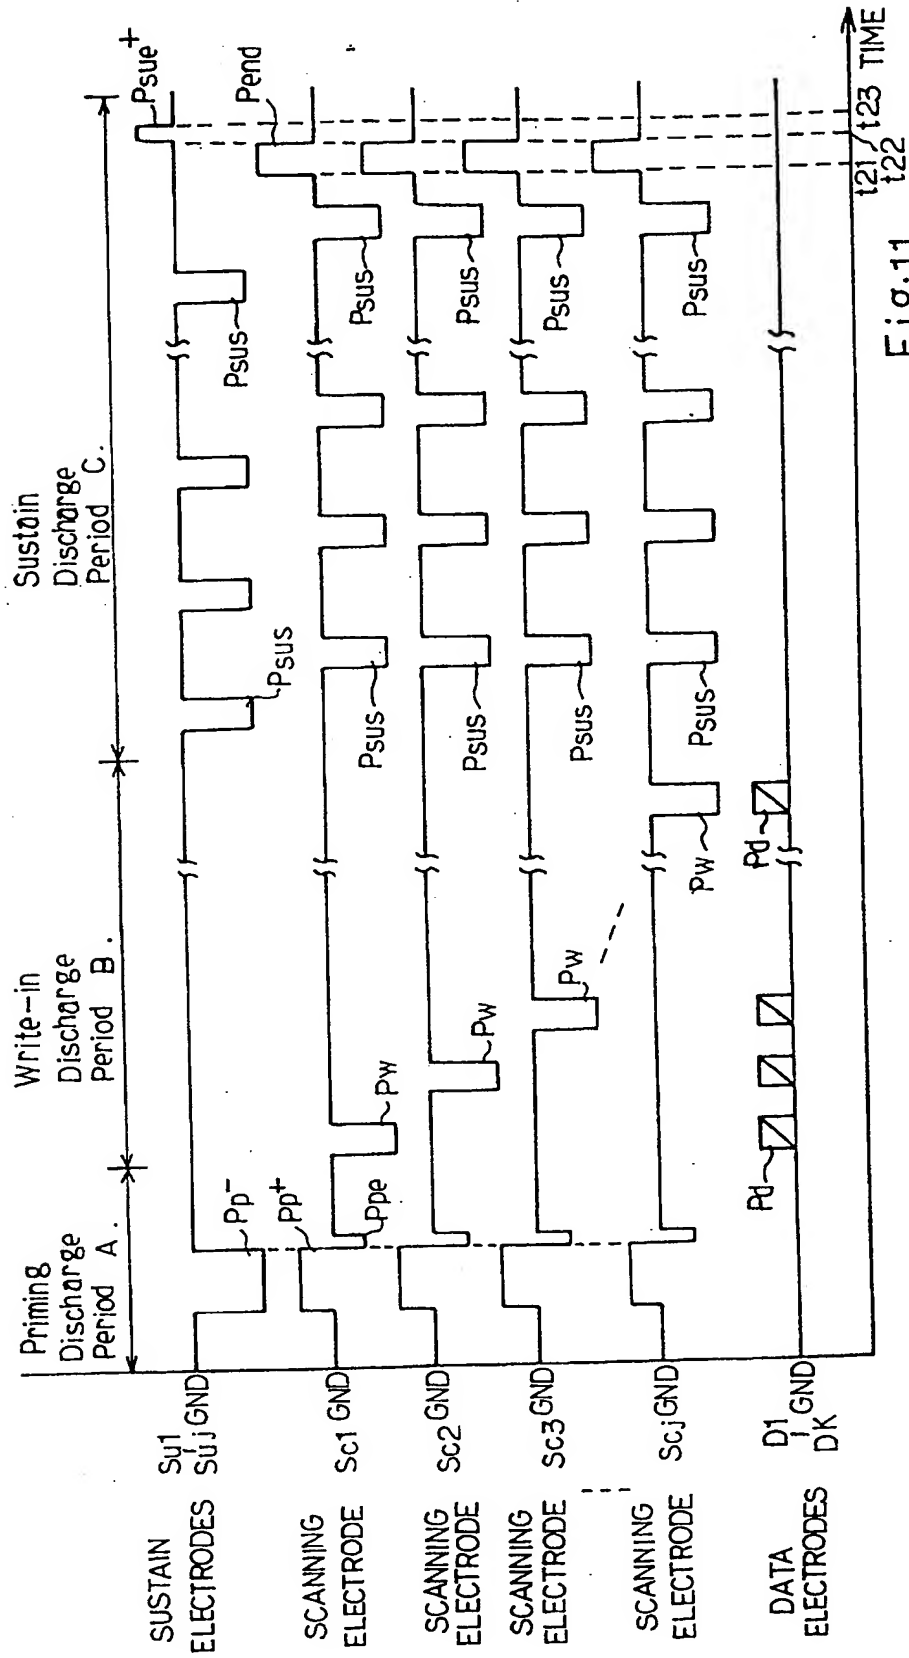 Priming
Discharge
Period A.
Write-in
Discharge
Period B.
Sustain
Discharge
Period C.
SUSTAIN
ELECTRODES
Su1
Suj GND
Pp-
Psus
Psus
Psue+
SCANNING
ELECTRODE
Sc1 GND
Pp+
Ppe
Pw
Psus
Psus
Pend
SCANNING
ELECTRODE
Sc2 GND
Pw
Psus
Psus
SCANNING
ELECTRODE
Sc3 GND
Pw
Psus
Psus
SCANNING
ELECTRODE
Scj GND
Pw
Psus
Psus
DATA
ELECTRODES
D1
DK GND
Pd
Pd
t21
t22
t23
TIME
Fig.11